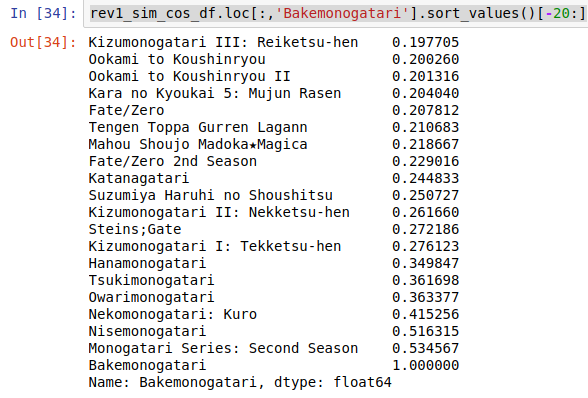 In [34]: rev1_sim_cos_df.loc[:,'Bakemonogatari'].sort_values()[-20:]
Out[34]: Kizumonogatari III: Reiketsu-hen 0.197705
Ookami to Koushinryou 0.200260
Ookami to Koushinryou II 0.201316
Kara no Kyoukai 5: Mujun Rasen 0.204040
Fate/Zero 0.207812
Tengen Toppa Gurren Lagann 0.210683
Mahou Shoujo Madoka★Magica 0.218667
Fate/Zero 2nd Season 0.229016
Katanagatari 0.244833
Suzumiya Haruhi no Shoushitsu 0.250727
Kizumonogatari II: Nekketsu-hen 0.261660
Steins;Gate 0.272186
Kizumonogatari I: Tekketsu-hen 0.276123
Hanamonogatari 0.349847
Tsukimonogatari 0.361698
Owarimonogatari 0.363377
Nekomonogatari: Kuro 0.415256
Nisemonogatari 0.516315
Monogatari Series: Second Season 0.534567
Bakemonogatari 1.000000
Name: Bakemonogatari, dtype: float64